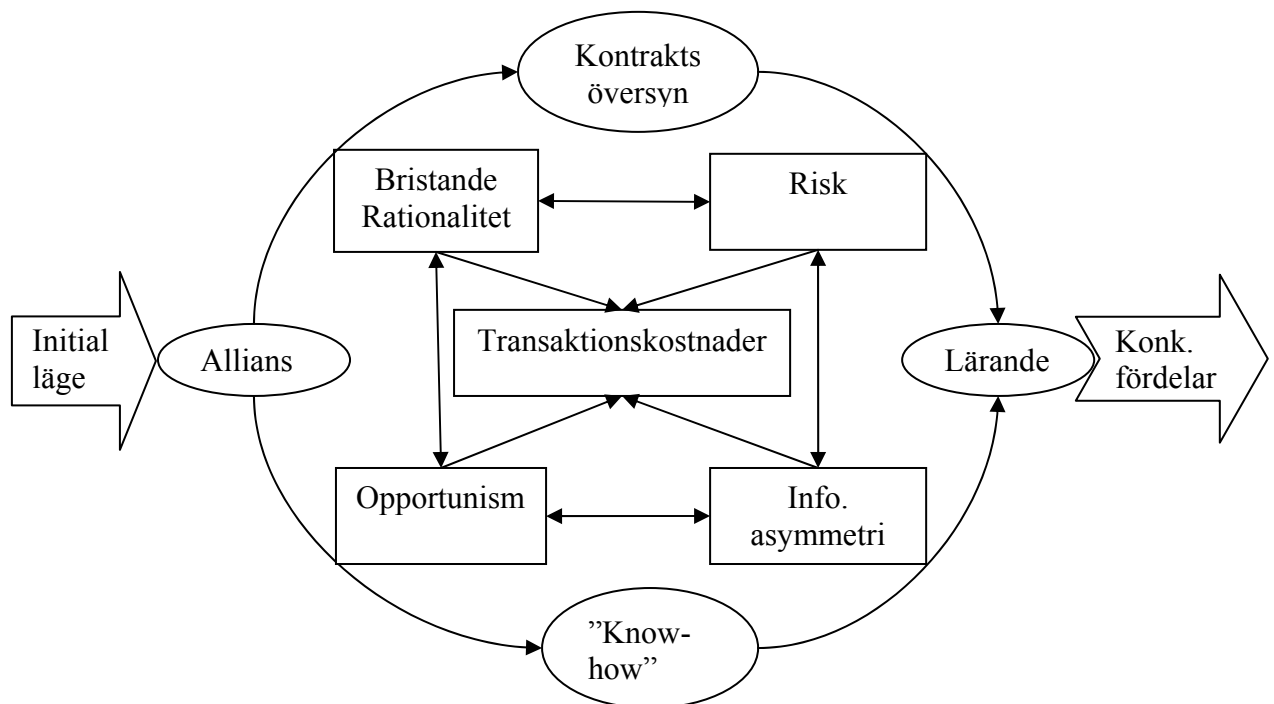 Kontrakts
översyn
Bristande
Rationalitet
Risk
Initial
läge
Allians
Transaktionskostnader
Lärande
Konk.
fördelar
Opportunism
Info.
asymmetri
”Know-
how”